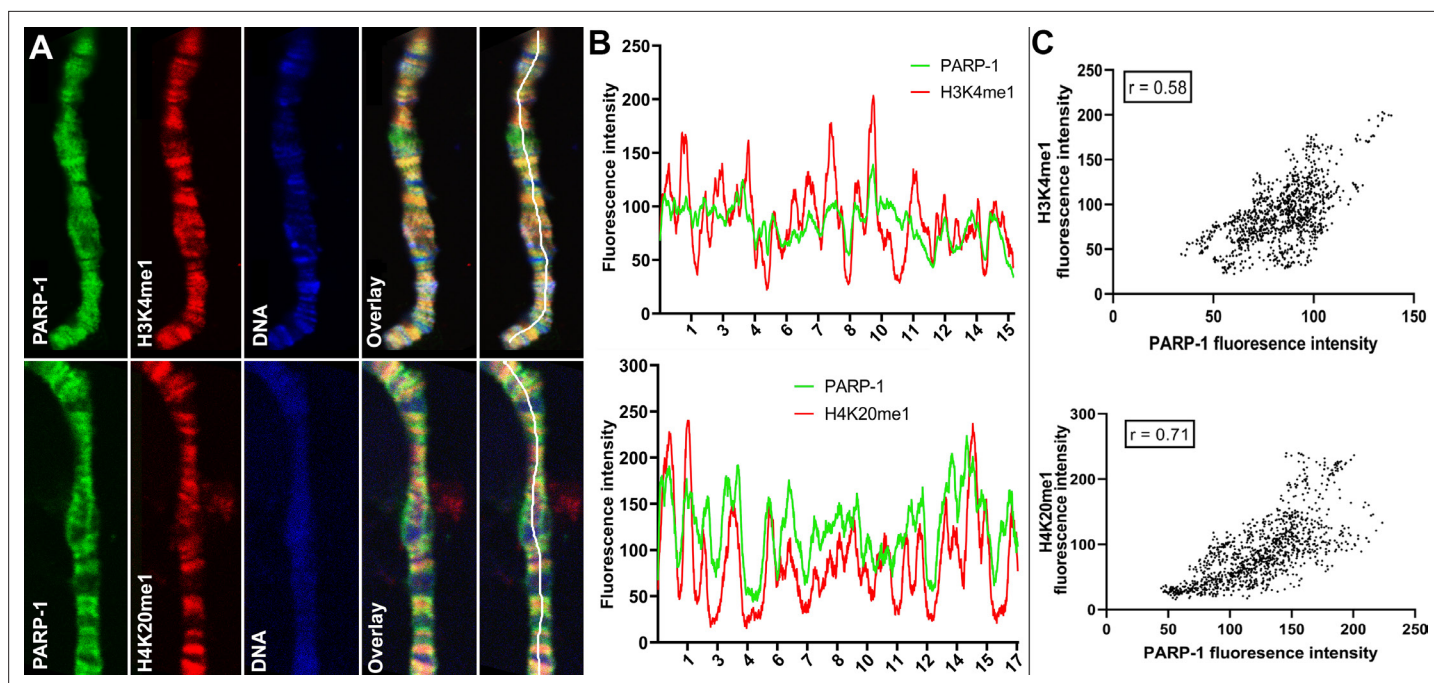 A
PARP-1
H3K4me1
DNA
Overlay
PARP-1
H4K20me1
DNA
Overlay
B
250
200
150
100
50
0
Fluorescence intensity
PARP-1
H3K4me1
1
3
4
6
7
8
10
11
12
14
15
300
250
200
150
100
50
0
Fluorescence intensity
PARP-1
H4K20me1
1
3
4
6
7
8
9
10
11
12
14
15
17
C
r = 0.58
250
200
150
100
50
0
H3K4me1
fluorescence intensity
0
50
100
150
PARP-1 fluoresence intensity
r = 0.71
300
200
100
0
H4K20me1
fluorescence intensity
0
50
100
150
200
250
PARP-1 fluoresence intensity